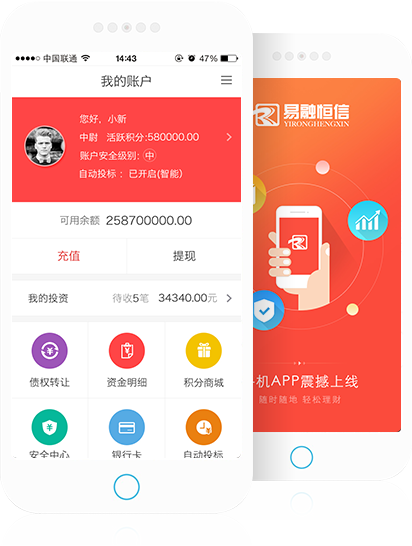 中国联通
14:43
47%
我的账户
您好，小新
中尉 活跃积分:580000.00
账户安全级别：中
自动投标 ：已开启(智能）
可用余额 258700000.00
充值 提现
我的投资 待收5笔 34340.00元
债权转让 资金明细 积分商城
安全中心 银行卡 自动投标
易融恒信
YIRONGHENGXIN
机APP震撼上线
随时随地 轻松理财